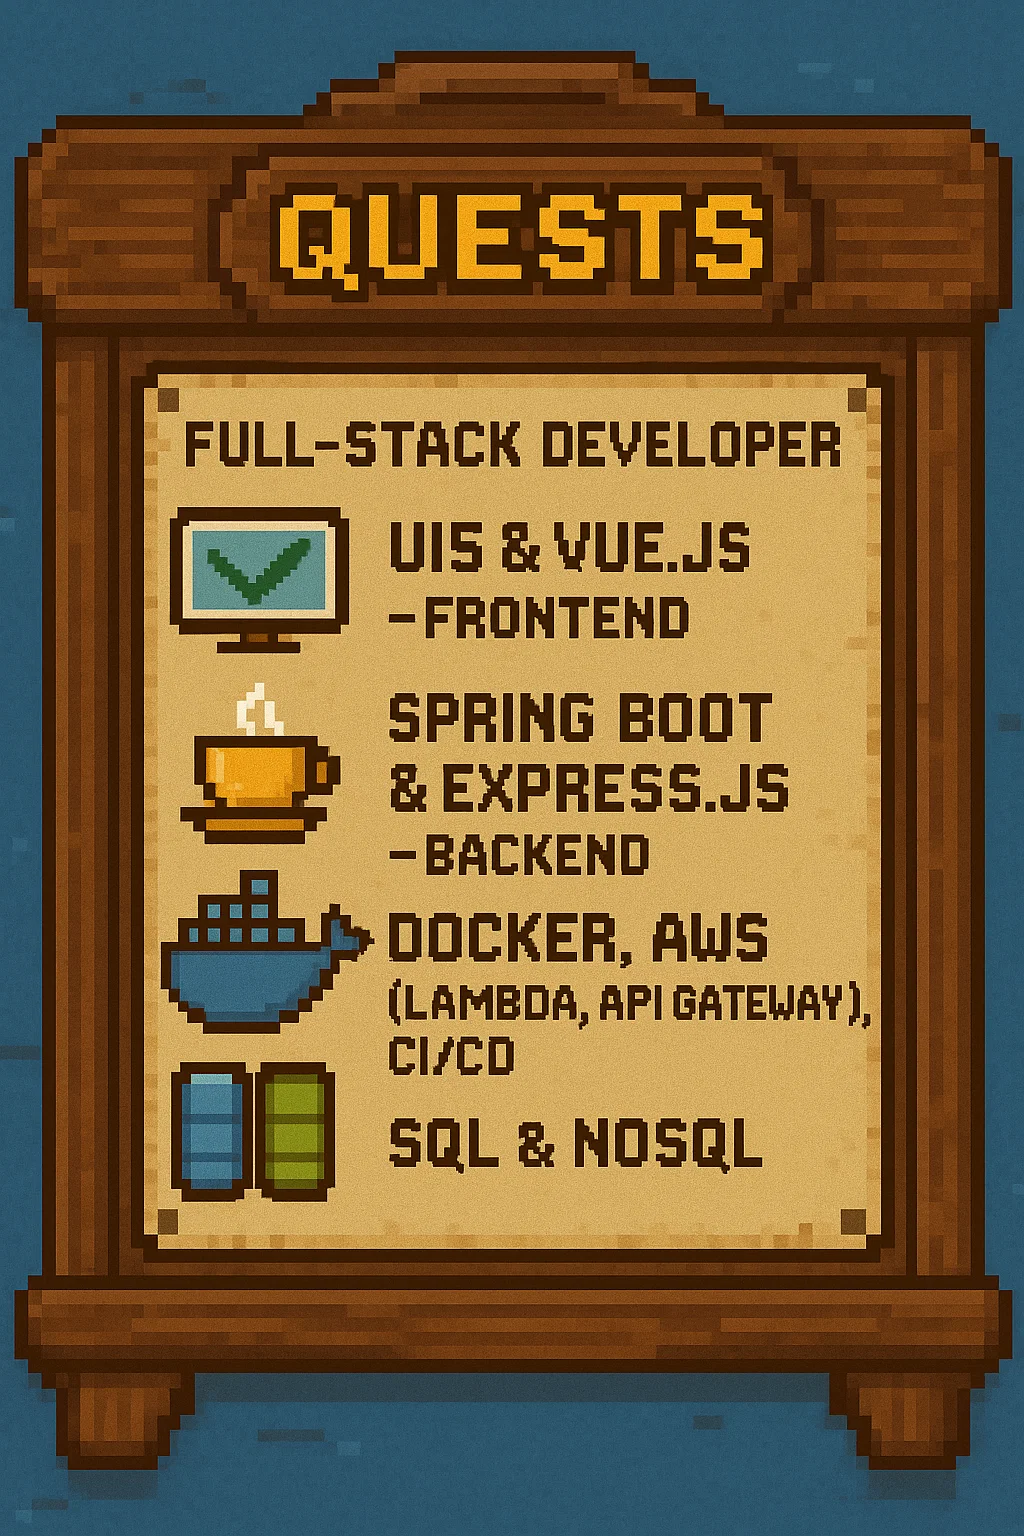 QUESTS
FULL-STACK DEVELOPER
UIS & VUE.JS
-FRONTEND
SPRING BOOT
& EXPRESS.JS
-BACKEND
DOCKER, AWS
(LAMBDA, API GATEWAY),
CI/CD
SQL & NOSQL